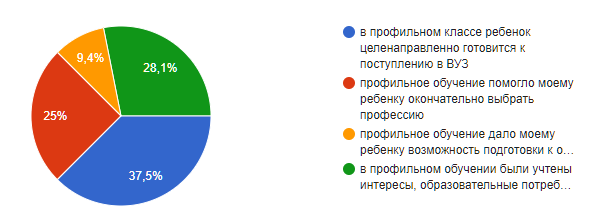 9,4%
28,1%
25%
37,5%
в профильном классе ребенок
целенаправленно готовится к
поступлению в ВУЗ
профильное обучение помогло моему
ребенку окончательно выбрать
профессию
профильное обучение дало моему
ребенку возможность подготовки к о…
в профильном обучении были учтены
интересы, образовательные потреб…